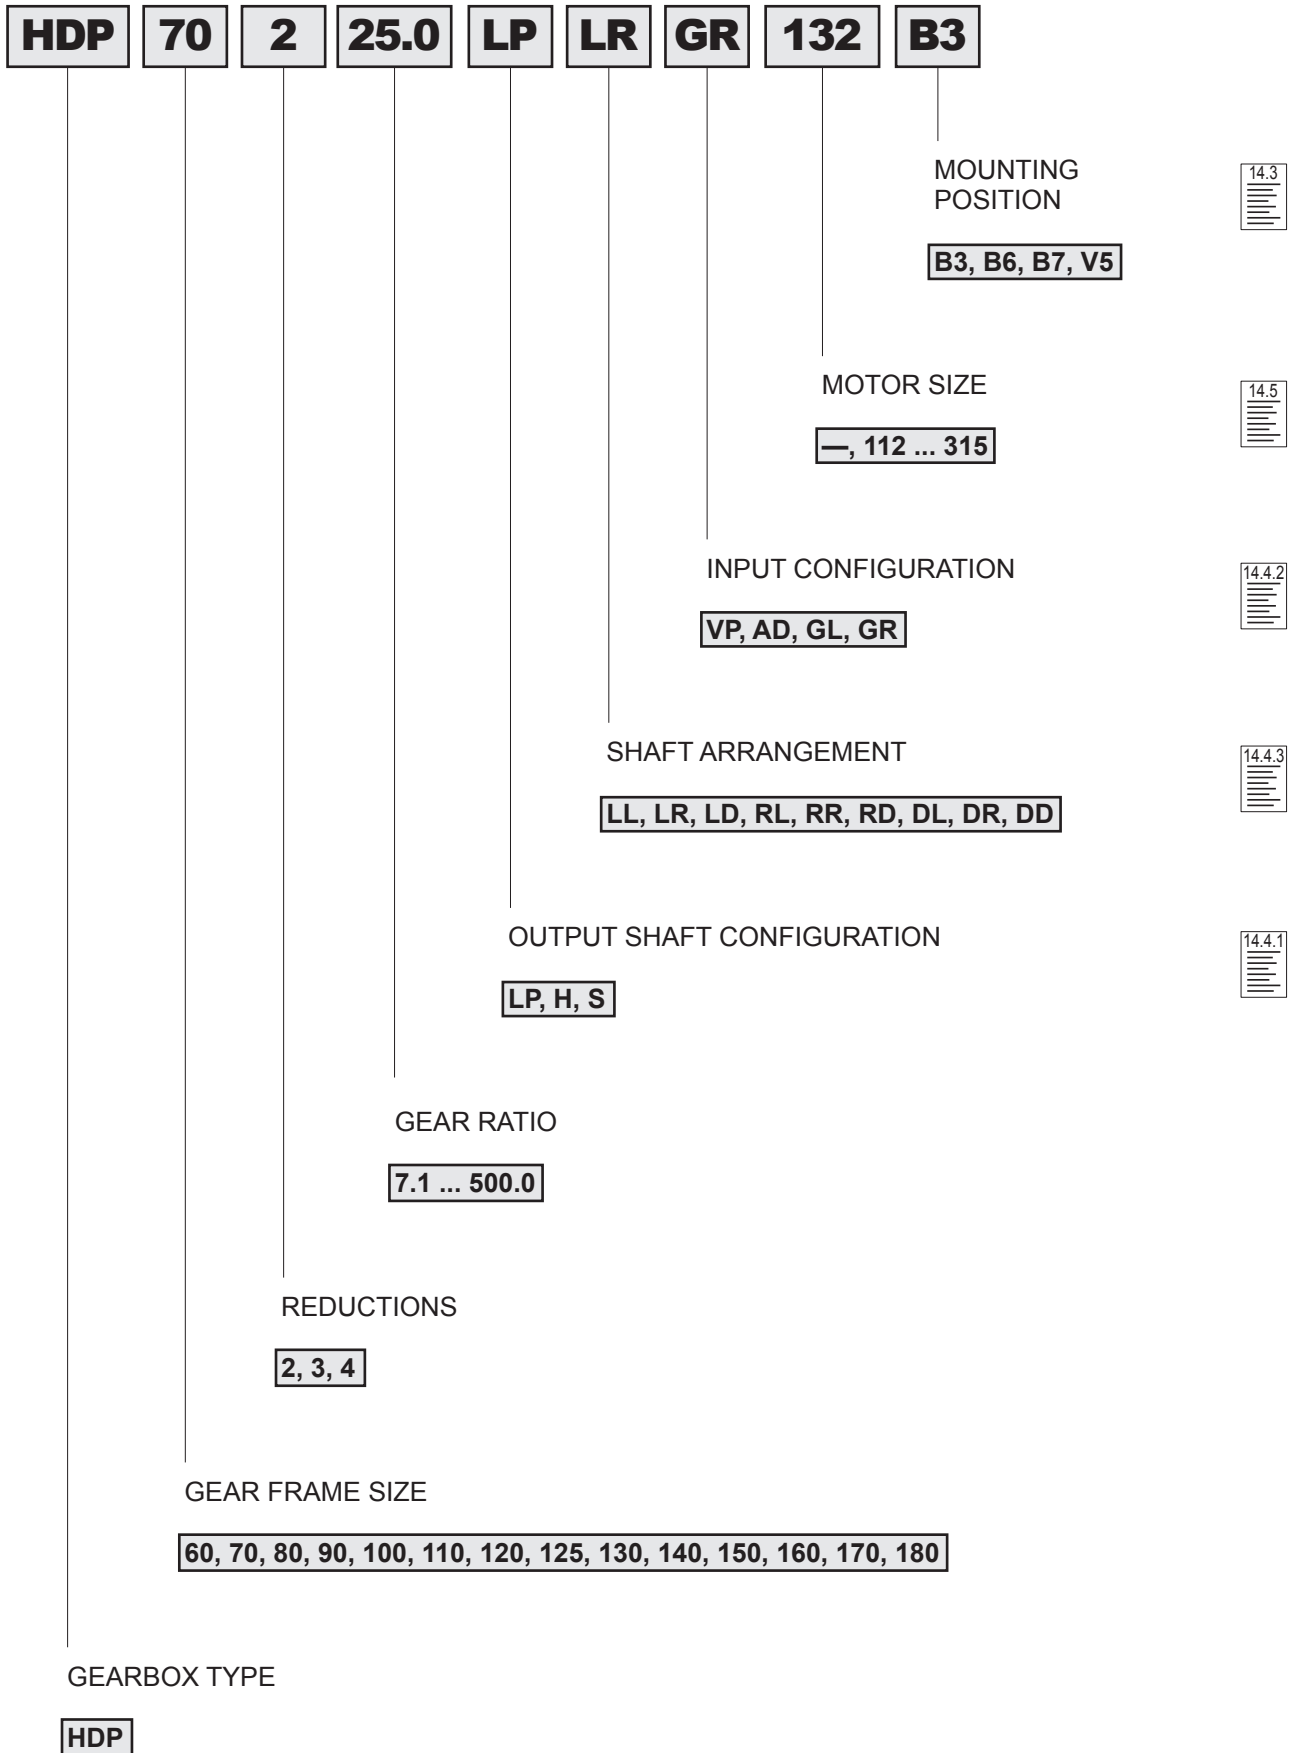 HDP 70 2 25.0 LP LR GR 132 B3
MOUNTING
POSITION
14.3
B3, B6, B7, V5
MOTOR SIZE
14.5
—, 112 ... 315
INPUT CONFIGURATION
14.4.2
VP, AD, GL, GR
SHAFT ARRANGEMENT
14.4.3
LL, LR, LD, RL, RR, RD, DL, DR, DD
OUTPUT SHAFT CONFIGURATION
14.4.1
LP, H, S
GEAR RATIO
7.1 ... 500.0
REDUCTIONS
2, 3, 4
GEAR FRAME SIZE
60, 70, 80, 90, 100, 110, 120, 125, 130, 140, 150, 160, 170, 180
GEARBOX TYPE
HDP